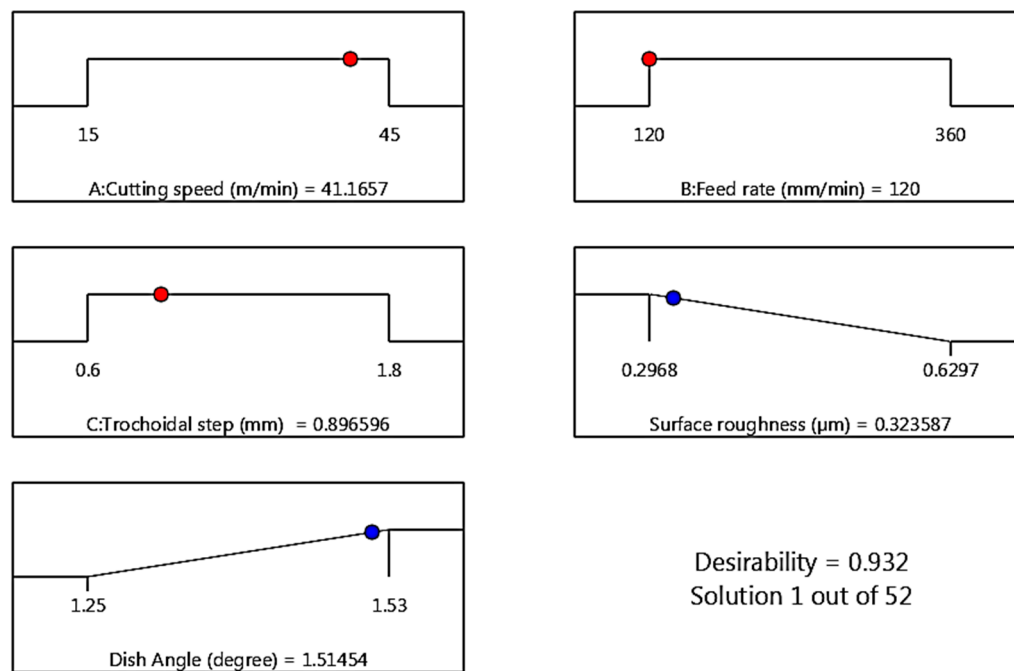 15 45
A:Cutting speed (m/min) = 41.1657
120 360
B:Feed rate (mm/min) = 120
0.6 1.8
C:Trochoidal step (mm) = 0.896596
0.2968 0.6297
Surface roughness (µm) = 0.323587
1.25 1.53
Dish Angle (degree) = 1.51454
Desirability = 0.932
Solution 1 out of 52